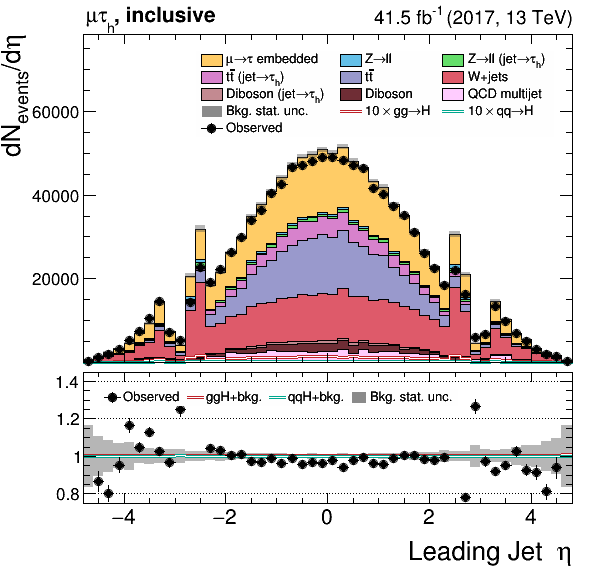 μτh, inclusive 41.5 fb⁻¹ (2017, 13 TeV)
dNevents/dη
μ→τ embedded Z→ll Z→ll (jet→τh)
tt̄ (jet→τh) tt̄ W+jets
Diboson (jet→τh) Diboson QCD multijet
Bkg. stat. unc. 10 × gg→H 10 × qq→H
Observed
60000
40000
20000
1.4
Observed ggH+bkg. qqH+bkg. Bkg. stat. unc.
1.2
1
0.8
−4 −2 0 2 4
Leading Jet η